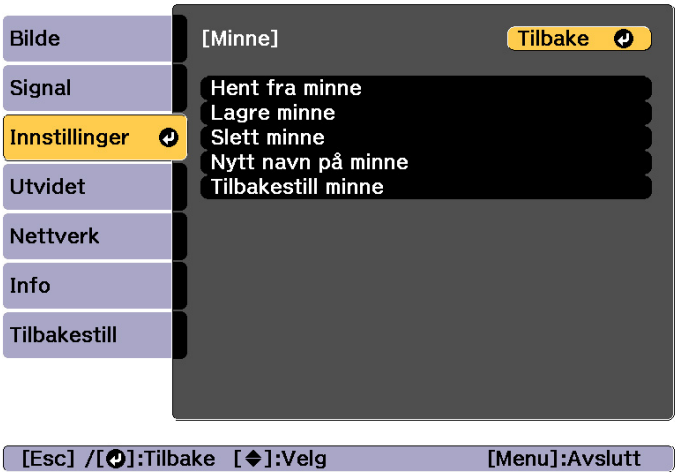 Bilde
Signal
Innstillinger
Utvidet
Nettverk
Info
Tilbakestill
[Minne]
Tilbake
Hent fra minne
Lagre minne
Slett minne
Nytt navn på minne
Tilbakestill minne
[Esc] /[⏎]:Tilbake [◆]:Velg [Menu]:Avslutt